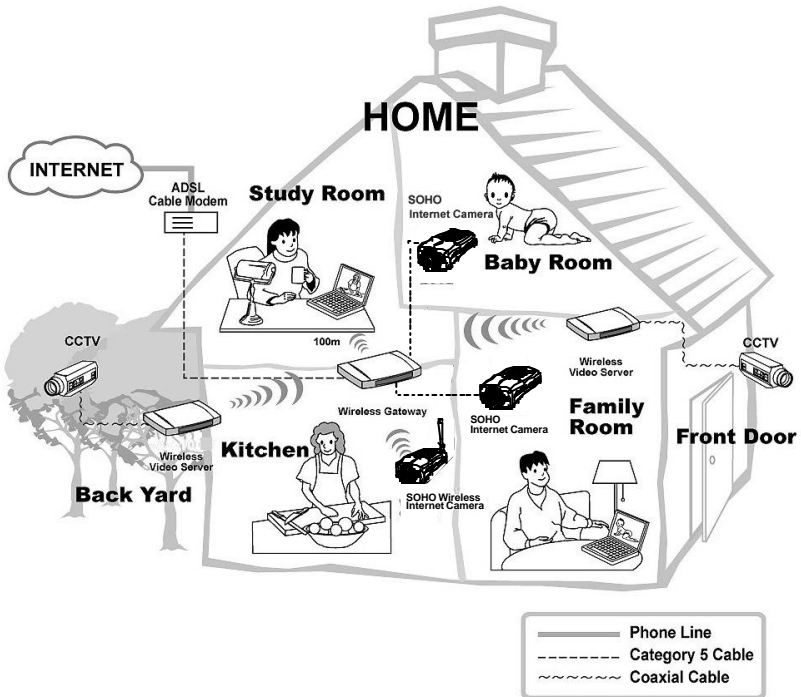 HOME
INTERNET
ADSL
Cable Modem
Study Room
SOHO
Internet Camera
Baby Room
100m
CCTV
Wireless
Video Server
CCTV
Wireless Gateway
SOHO
Internet Camera
Family
Room
Front Door
Kitchen
Wireless
Video Server
Back Yard
SOHO Wireless
Internet Camera
Phone Line
Category 5 Cable
Coaxial Cable